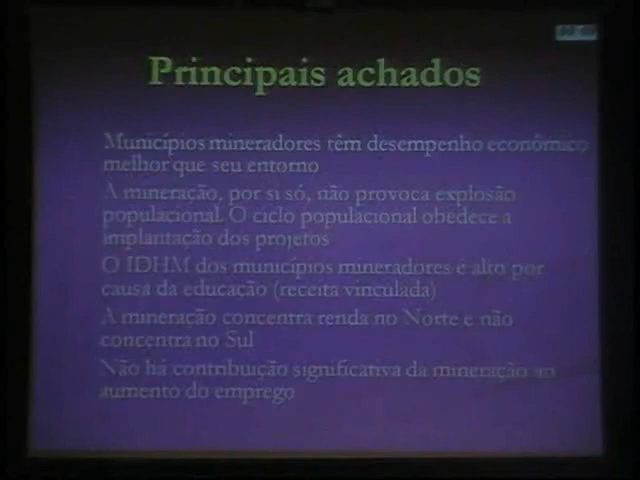 Principais achados
Municípios mineradores têm desempenho econômico
melhor que seu entorno
A mineração, por si só, não provoca explosão
populacional. O ciclo populacional obedece a
implantação dos projetos
O IDHM dos municípios mineradores é alto por
causa da educação (receita vinculada)
A mineração concentra renda no Norte e não
concentra no Sul
Não há contribuição significativa da mineração ao
aumento do emprego